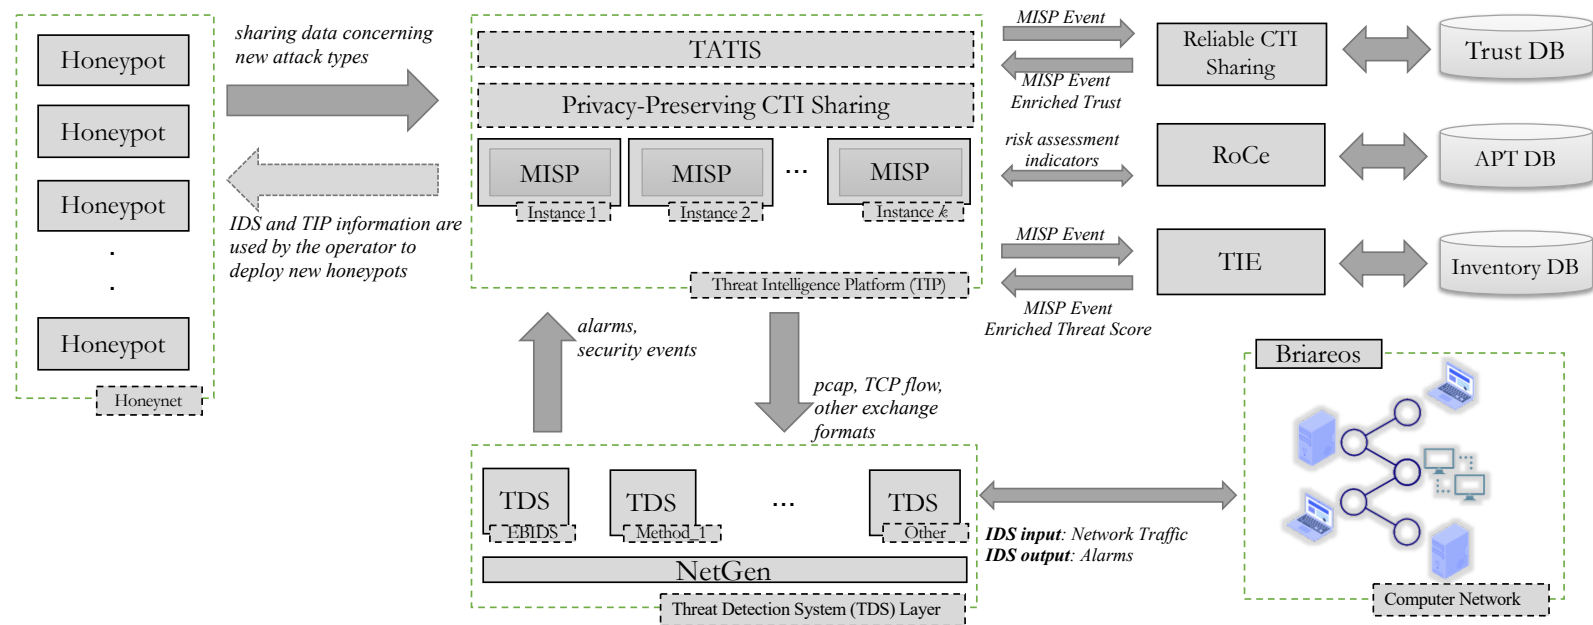 Honeypot
Honeypot
Honeypot
.
.
Honeypot
Honeynet
sharing data concerning
new attack types
IDS and TIP information are
used by the operator to
deploy new honeypots
TATIS
Privacy-Preserving CTI Sharing
MISP
Instance 1
MISP
Instance 2
...
MISP
Instance k
Threat Intelligence Platform (TIP)
MISP Event
MISP Event
Enriched Trust
Reliable CTI
Sharing
Trust DB
risk assessment
indicators
RoCe
APT DB
MISP Event
MISP Event
Enriched Threat Score
TIE
Inventory DB
alarms,
security events
pcap, TCP flow,
other exchange
formats
TDS
EBIDS
TDS
Method_1
...
TDS
Other
NetGen
Threat Detection System (TDS) Layer
IDS input: Network Traffic
IDS output: Alarms
Briareos
Computer Network